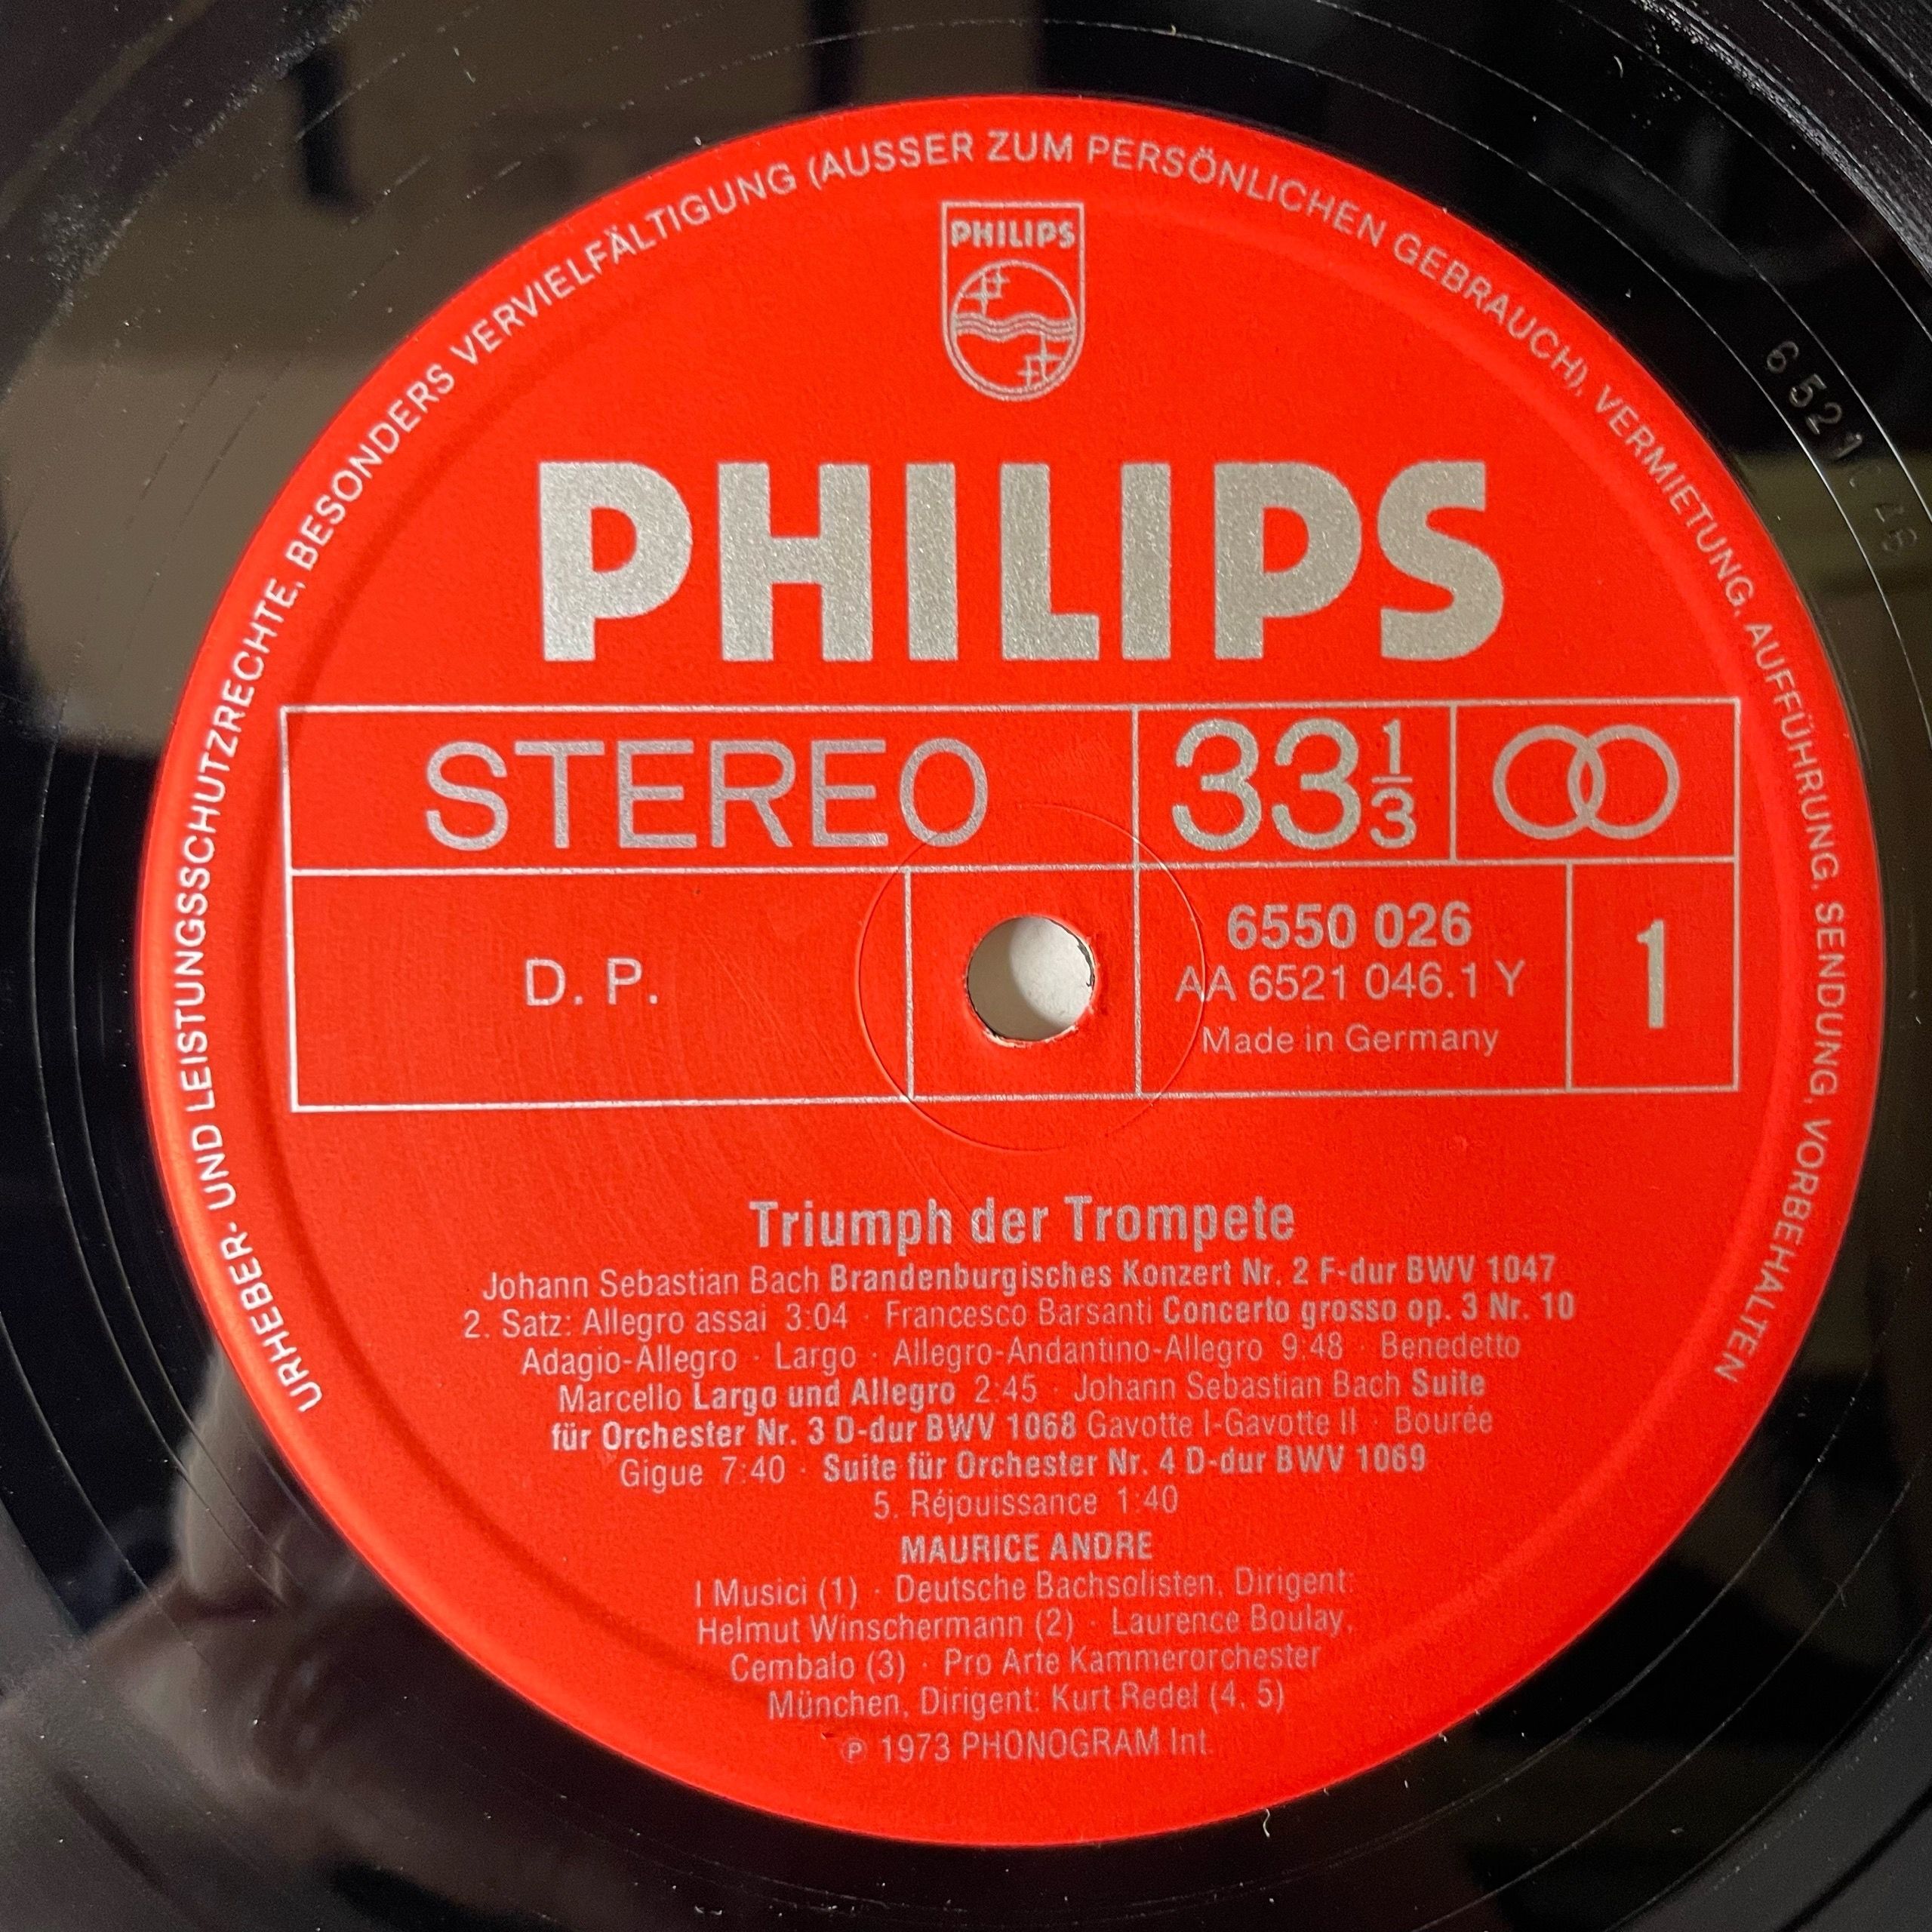 URHEBER- UND LEISTUNGSSCHUTZRECHTE, BESONDERS VERVIELFÄLTIGUNG (AUSSER ZUM PERSÖNLICHEN GEBRAUCH), VERMIETUNG, AUFFÜHRUNG, SENDUNG, VORBEHALTEN
PHILIPS
PHILIPS
STEREO 33 1/3
D. P.
6550 026
AA 6521 046.1 Y
Made in Germany
1
Triumph der Trompete
Johann Sebastian Bach Brandenburgisches Konzert Nr. 2 F-dur BWV 1047
2. Satz: Allegro assai 3:04 · Francesco Barsanti Concerto grosso op. 3 Nr. 10
Adagio-Allegro · Largo · Allegro-Andantino-Allegro 9:48 · Benedetto
Marcello Largo und Allegro 2:45 · Johann Sebastian Bach Suite
für Orchester Nr. 3 D-dur BWV 1068 Gavotte I-Gavotte II · Bourée
Gigue 7:40 · Suite für Orchester Nr. 4 D-dur BWV 1069
5. Réjouissance 1:40
MAURICE ANDRE
I Musici (1) · Deutsche Bachsolisten, Dirigent:
Helmut Winschermann (2) · Laurence Boulay,
Cembalo (3) · Pro Arte Kammerorchester
München, Dirigent: Kurt Redel (4, 5)
℗ 1973 PHONOGRAM Int.
6521